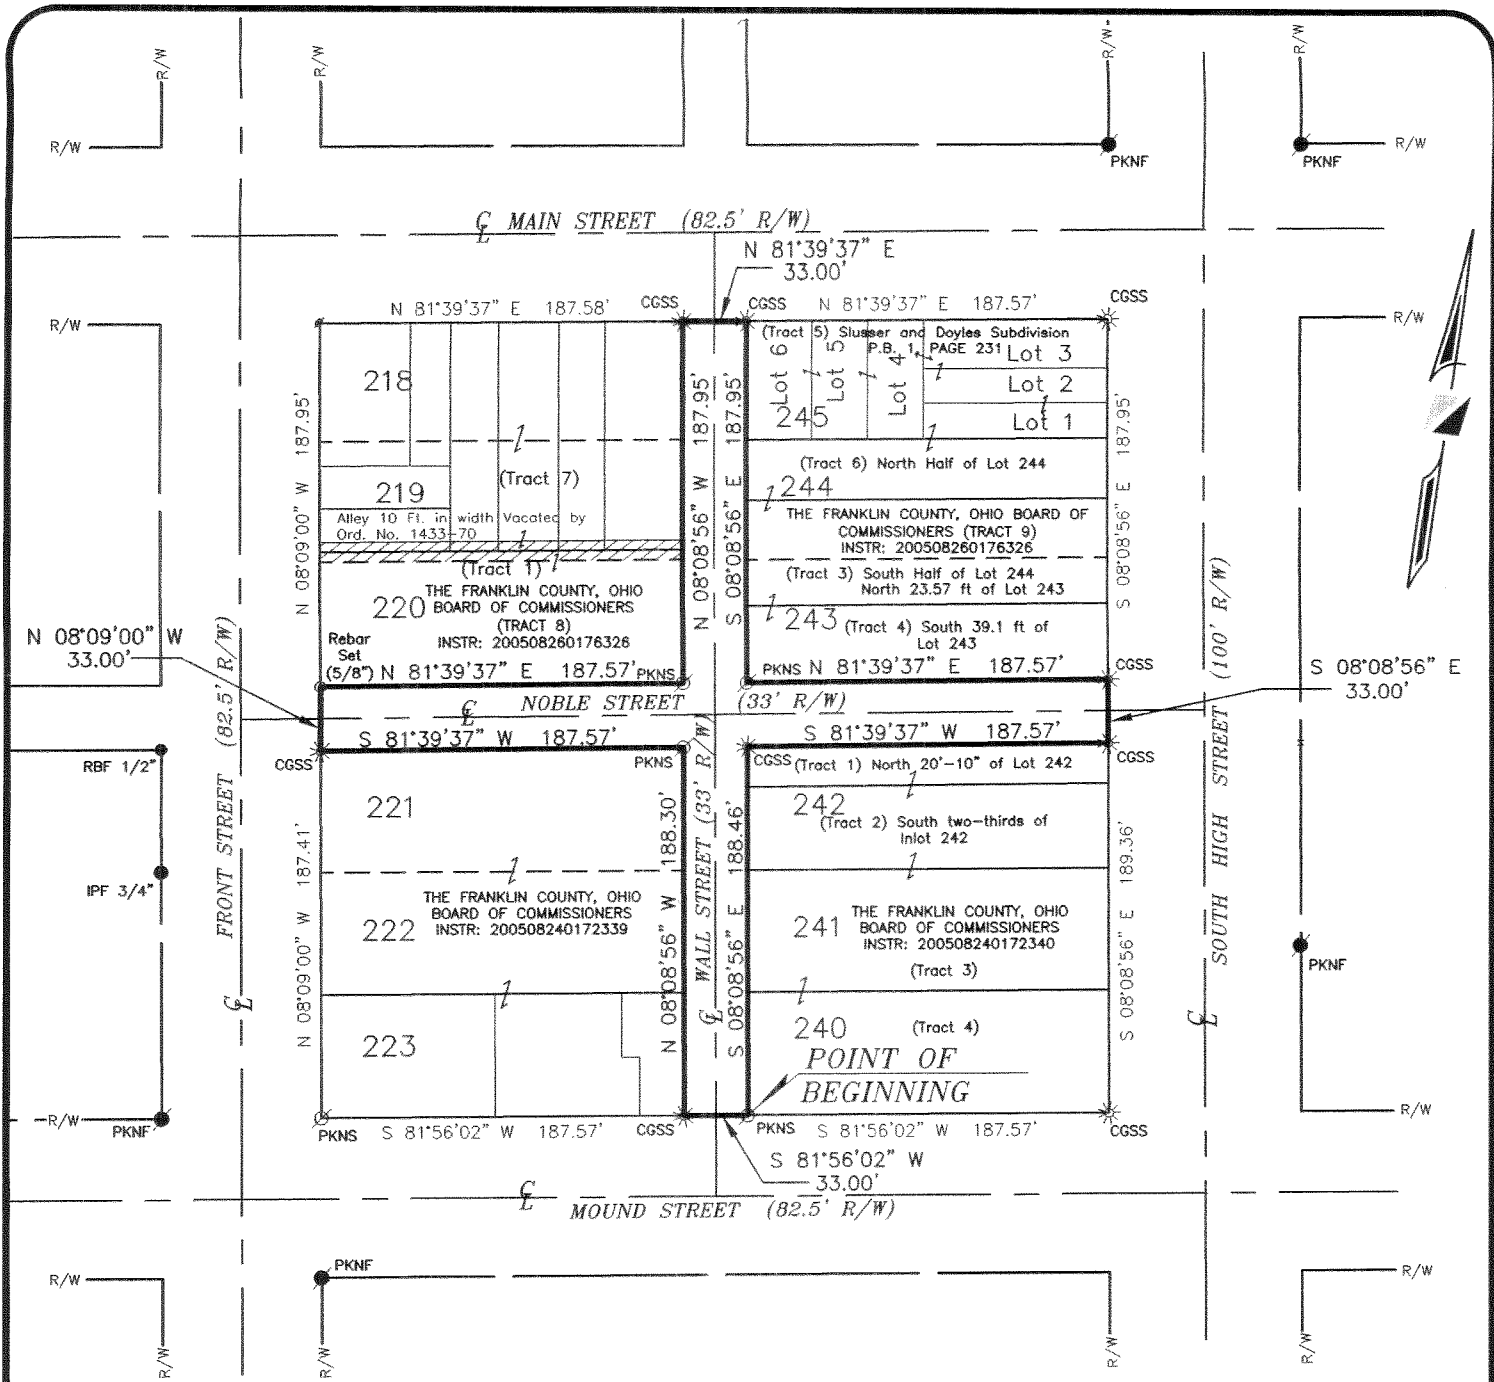 R/W
R/W
R/W
R/W
R/W
R/W
PKNF
PKNF
℄ MAIN STREET (82.5' R/W)
N 81°39'37" E
33.00'
N 81°39'37" E 187.58'
CGSS
CGSS
N 81°39'37" E 187.57'
CGSS
R/W
R/W
(Tract 5) Slusser and Doyles Subdivision
P.B. 1, PAGE 231
Lot 6
Lot 5
Lot 4
Lot 3
Lot 2
Lot 1
218
245
N 08°09'00" W 187.95'
N 08°08'56" W 187.95'
S 08°08'56" E 187.95'
S 08°08'56" E 187.95'
(Tract 6) North Half of Lot 244
(Tract 7)
219
244
Alley 10 Ft. in width Vacated by
Ord. No. 1433-70
THE FRANKLIN COUNTY, OHIO BOARD OF
COMMISSIONERS (TRACT 9)
INSTR: 200508260176326
(Tract 1)
(Tract 3) South Half of Lot 244
North 23.57 ft of Lot 243
220
THE FRANKLIN COUNTY, OHIO
BOARD OF COMMISSIONERS
(TRACT 8)
INSTR: 200508260176326
243
(Tract 4) South 39.1 ft of
Lot 243
N 08°09'00" W
33.00'
Rebar
Set
(5/8")
N 81°39'37" E 187.57'
PKNS
PKNS
N 81°39'37" E 187.57'
CGSS
S 08°08'56" E
33.00'
℄ NOBLE STREET (33' R/W)
S 81°39'37" W 187.57'
S 81°39'37" W 187.57'
RBF 1/2"
CGSS
PKNS
CGSS
(Tract 1) North 20'-10" of Lot 242
CGSS
FRONT STREET (82.5' R/W)
℄
WALL STREET (33' R/W)
℄
SOUTH HIGH STREET (100' R/W)
℄
221
242
(Tract 2) South two-thirds of
Inlot 242
N 08°09'00" W 187.41'
N 08°08'56" W 188.30'
S 08°08'56" E 188.46'
S 08°08'56" E 189.36'
IPF 3/4"
THE FRANKLIN COUNTY, OHIO
BOARD OF COMMISSIONERS
INSTR: 200508240172339
222
241
THE FRANKLIN COUNTY, OHIO
BOARD OF COMMISSIONERS
INSTR: 200508240172340
(Tract 3)
PKNF
223
240
(Tract 4)
POINT OF
BEGINNING
R/W
PKNF
PKNS
S 81°56'02" W 187.57'
CGSS
PKNS
S 81°56'02" W 187.57'
CGSS
R/W
S 81°56'02" W
33.00'
℄ MOUND STREET (82.5' R/W)
PKNF
R/W
R/W
R/W
R/W
R/W
R/W